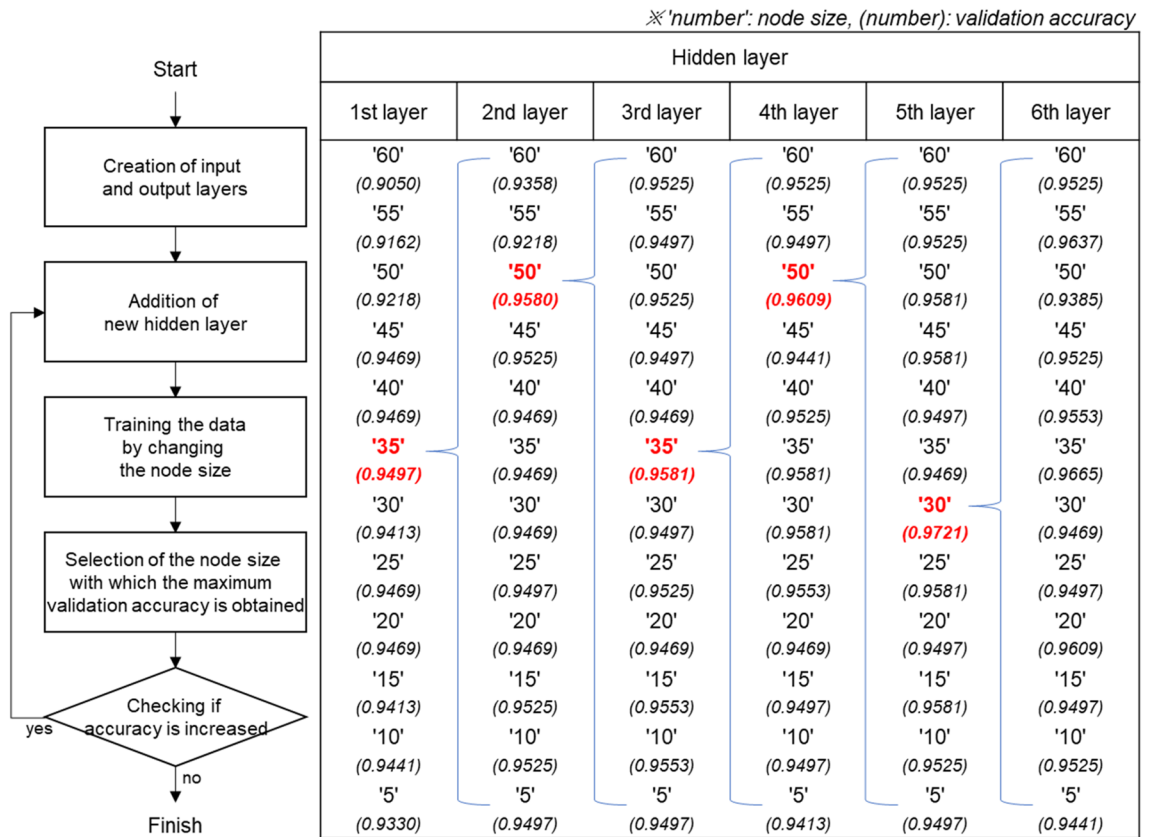 ※ 'number': node size, (number): validation accuracy
Start
Creation of input
and output layers
Addition of
new hidden layer
Training the data
by changing
the node size
Selection of the node size
with which the maximum
validation accuracy is obtained
Checking if
accuracy is increased
yes
no
Finish
Hidden layer
1st layer 2nd layer 3rd layer 4th layer 5th layer 6th layer
'60' '60' '60' '60' '60' '60'
(0.9050) (0.9358) (0.9525) (0.9525) (0.9525) (0.9525)
'55' '55' '55' '55' '55' '55'
(0.9162) (0.9218) (0.9497) (0.9497) (0.9525) (0.9637)
'50' '50' '50' '50' '50' '50'
(0.9218) (0.9580) (0.9525) (0.9609) (0.9581) (0.9385)
'45' '45' '45' '45' '45' '45'
(0.9469) (0.9525) (0.9497) (0.9441) (0.9581) (0.9525)
'40' '40' '40' '40' '40' '40'
(0.9469) (0.9469) (0.9469) (0.9525) (0.9497) (0.9553)
'35' '35' '35' '35' '35' '35'
(0.9497) (0.9469) (0.9581) (0.9581) (0.9469) (0.9665)
'30' '30' '30' '30' '30' '30'
(0.9413) (0.9469) (0.9497) (0.9581) (0.9721) (0.9469)
'25' '25' '25' '25' '25' '25'
(0.9469) (0.9497) (0.9525) (0.9553) (0.9581) (0.9497)
'20' '20' '20' '20' '20' '20'
(0.9469) (0.9469) (0.9469) (0.9469) (0.9497) (0.9609)
'15' '15' '15' '15' '15' '15'
(0.9413) (0.9525) (0.9553) (0.9497) (0.9581) (0.9497)
'10' '10' '10' '10' '10' '10'
(0.9441) (0.9525) (0.9553) (0.9497) (0.9525) (0.9525)
'5' '5' '5' '5' '5' '5'
(0.9330) (0.9497) (0.9497) (0.9413) (0.9497) (0.9441)